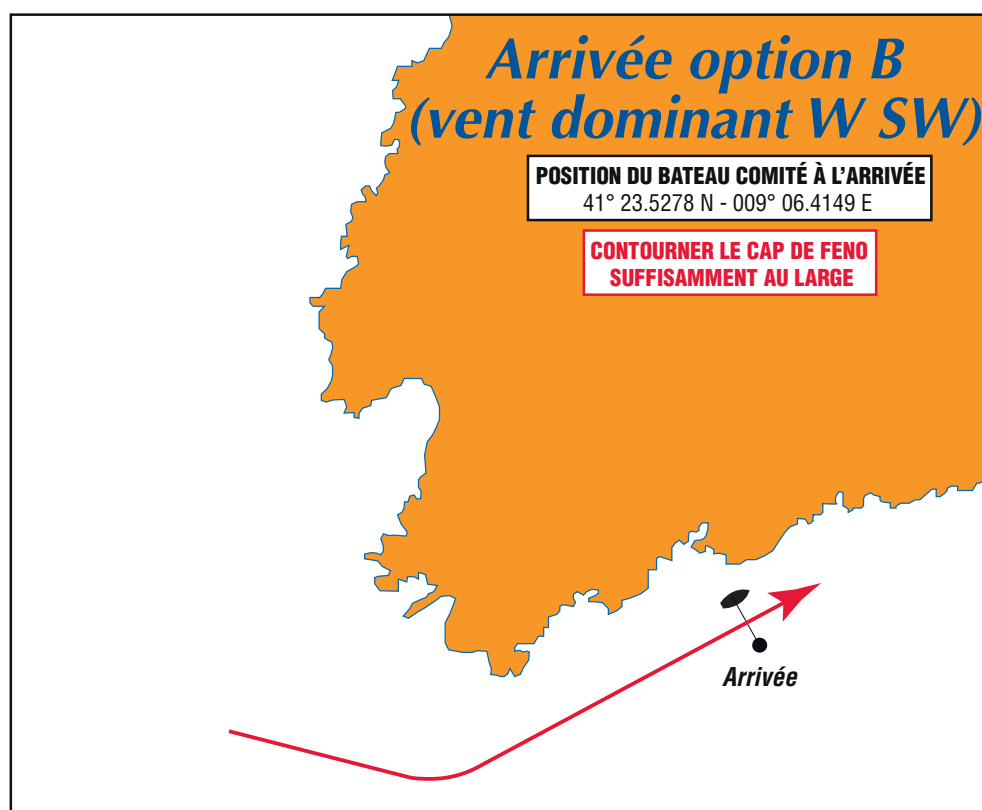 Arrivée option B
(vent dominant W SW)
POSITION DU BATEAU COMITÉ À L’ARRIVÉE
41° 23.5278 N - 009° 06.4149 E
CONTOURNER LE CAP DE FENO
SUFFISAMMENT AU LARGE
Arrivée